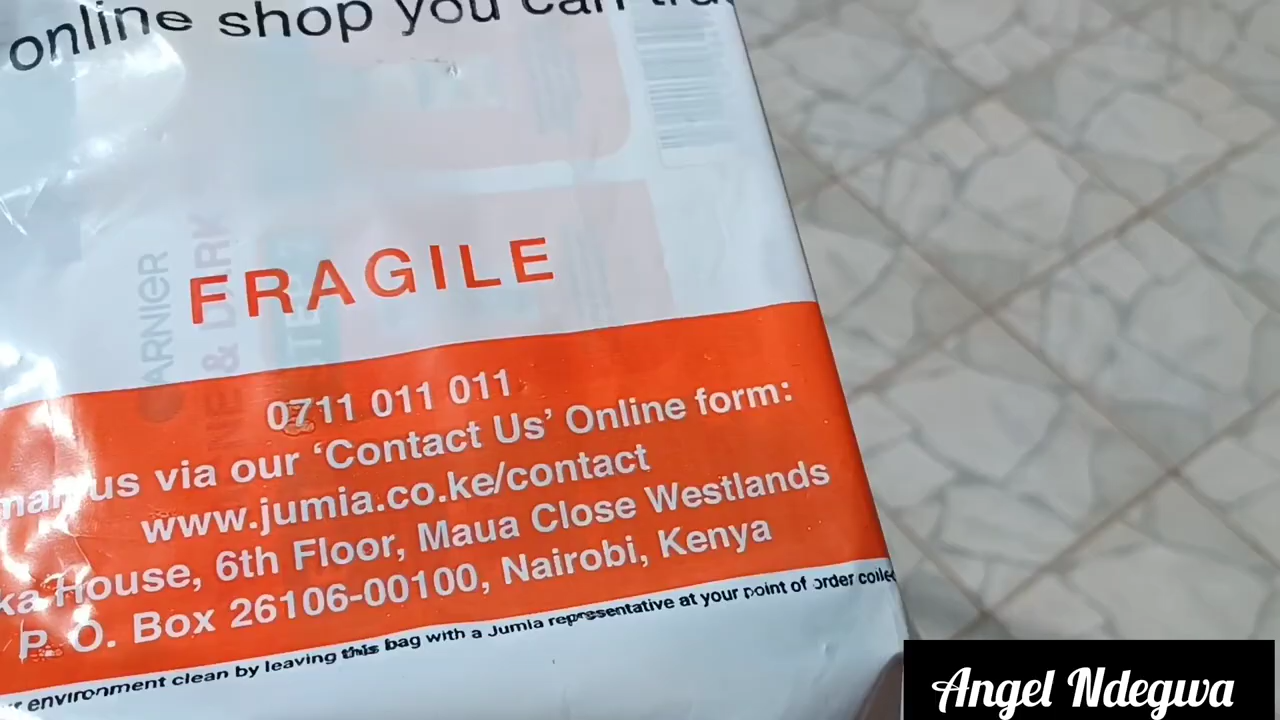 online shop you can
FRAGILE
GARNIER
& DARK
0711 011 011
us via our ‘Contact Us’ Online form:
www.jumia.co.ke/contact
House, 6th Floor, Maua Close Westlands
P. O. Box 26106-00100, Nairobi, Kenya
environment clean by leaving this bag with a Jumia representative at your point of order
Angel Ndegwa